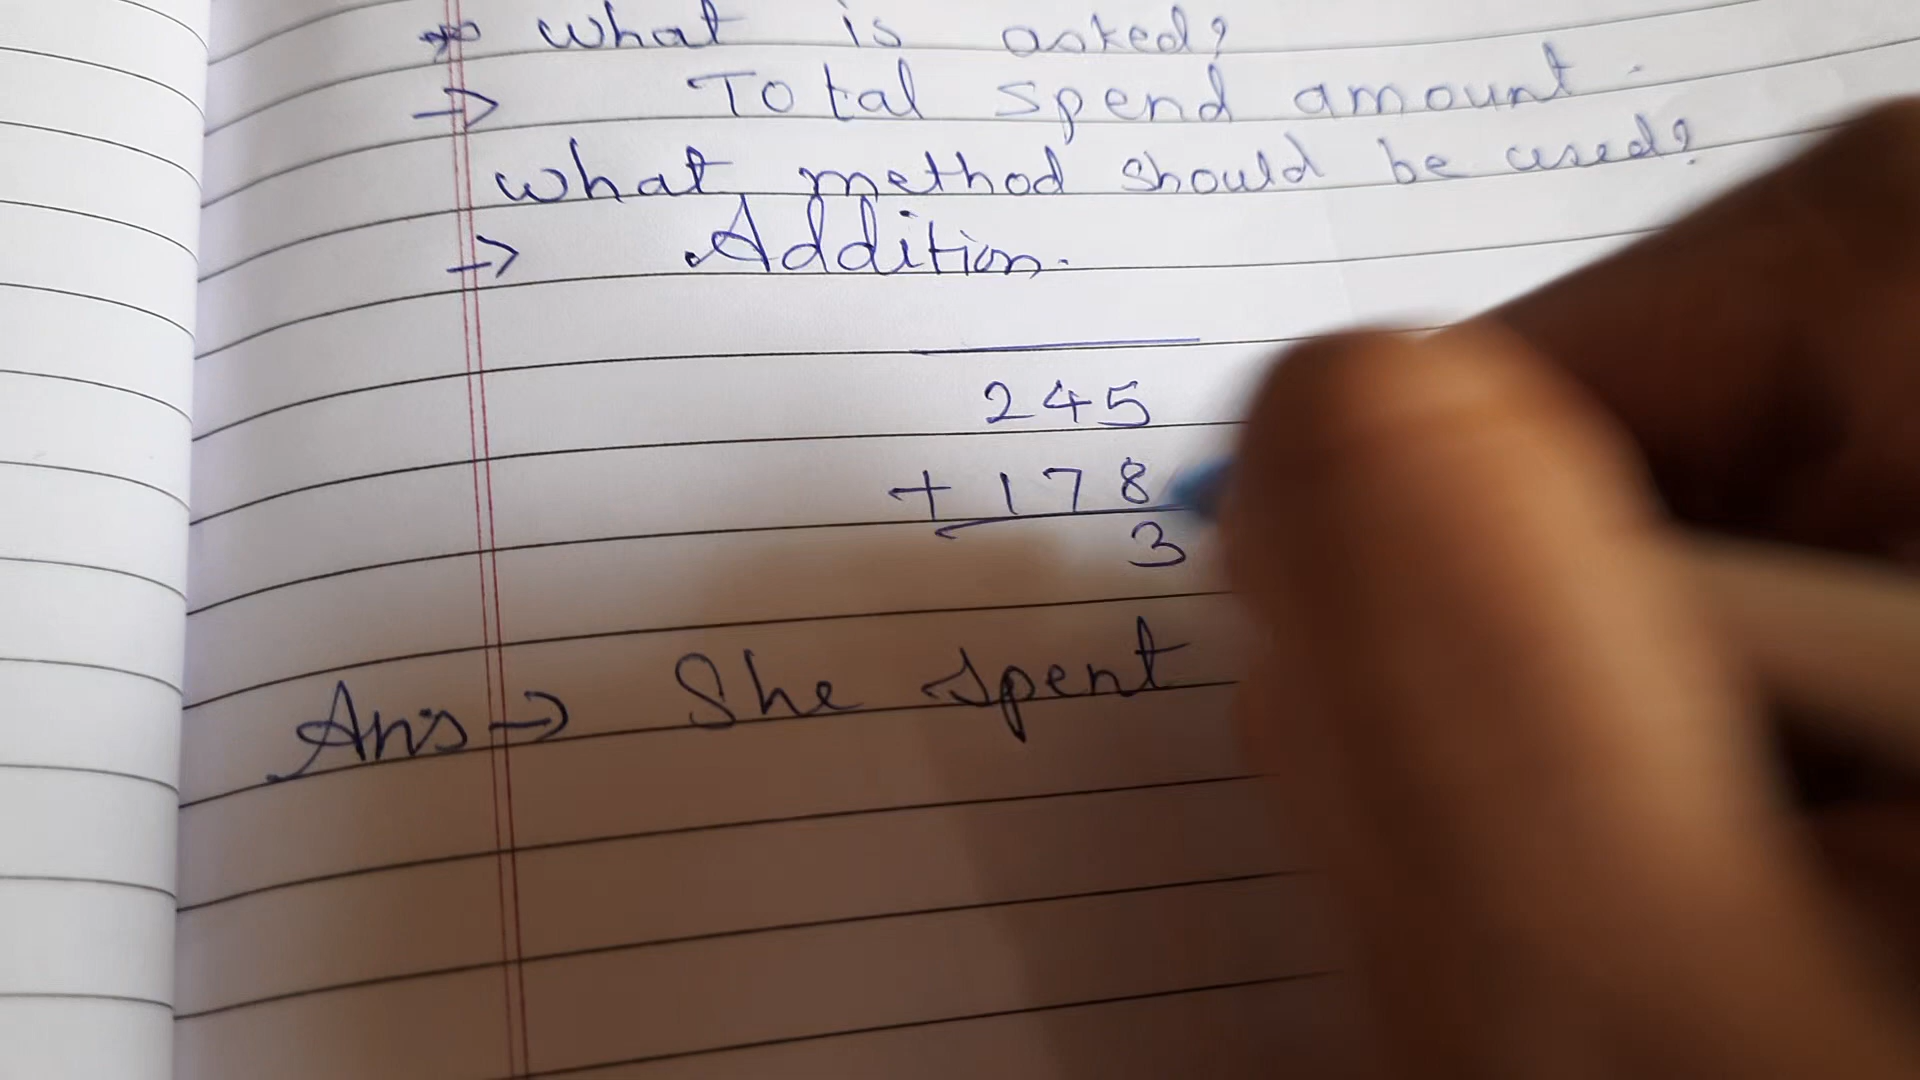 what is asked?
→ Total spend amount.
what method should be used?
→ Addition.
245
+ 178
3
Ans → She spent